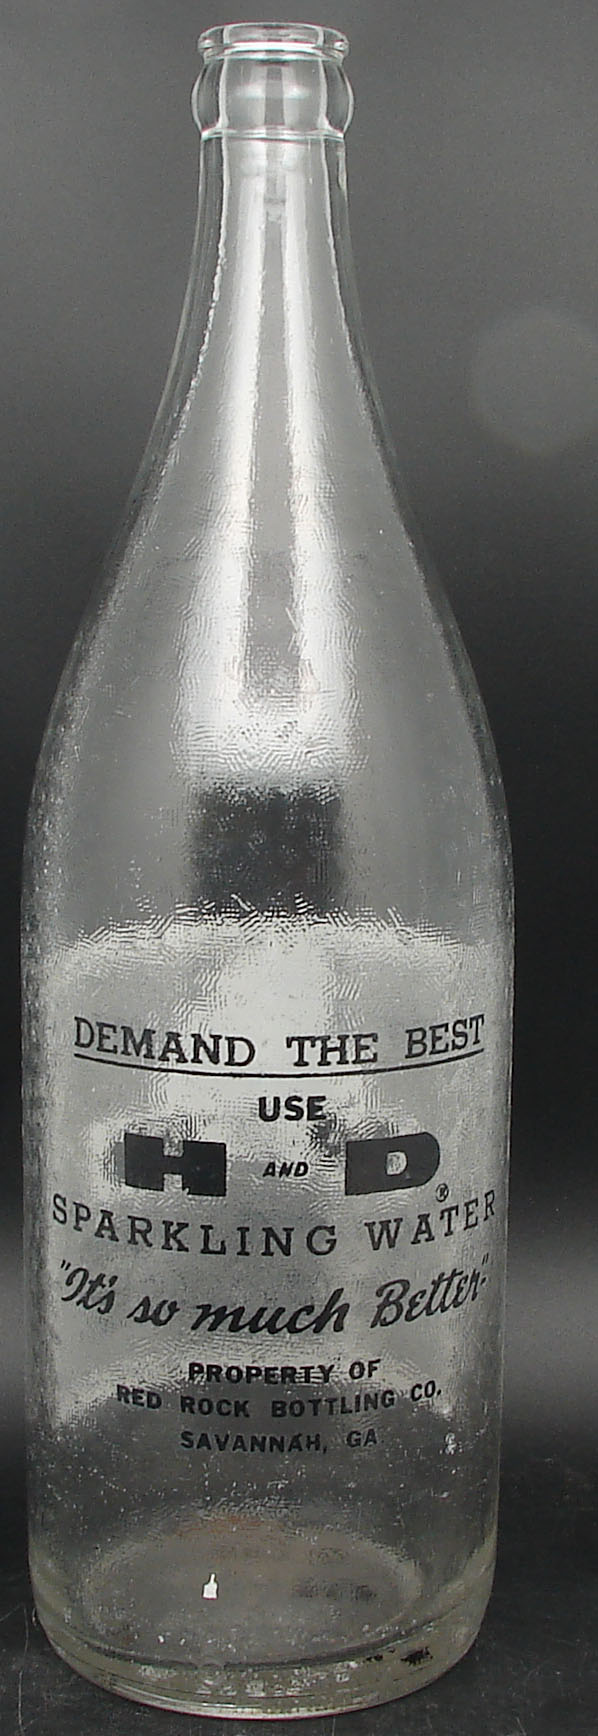 DEMAND THE BEST
USE
H AND D
SPARKLING WATER®
"It's so much Better"
PROPERTY OF
RED ROCK BOTTLING CO.
SAVANNAH, GA.